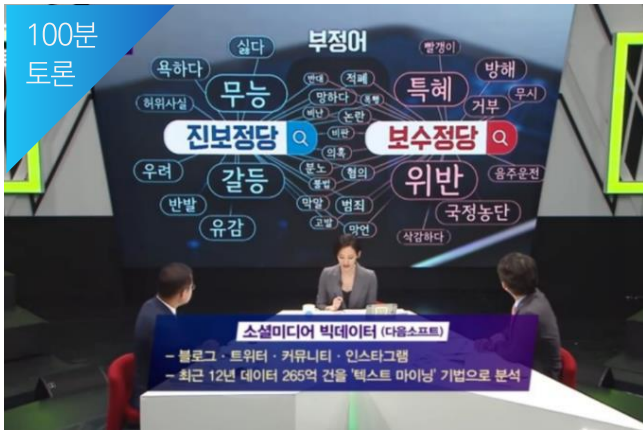 100분
토론
부정어
싫다
빨갱이
욕하다
반대
적폐
방해
무능
망하다
폭행
특혜
무시
허위사실
비난
논란
거부
진보정당
비판
보수정당
의혹
우려
갈등
분노
혐의
위반
음주운전
불법
반발
막말
범죄
국정농단
유감
고발
망언
삭감하다
소셜미디어 빅데이터 (다음소프트)
- 블로그 · 트위터 · 커뮤니티 · 인스타그램
- 최근 12년 데이터 265억 건을 '텍스트 마이닝' 기법으로 분석